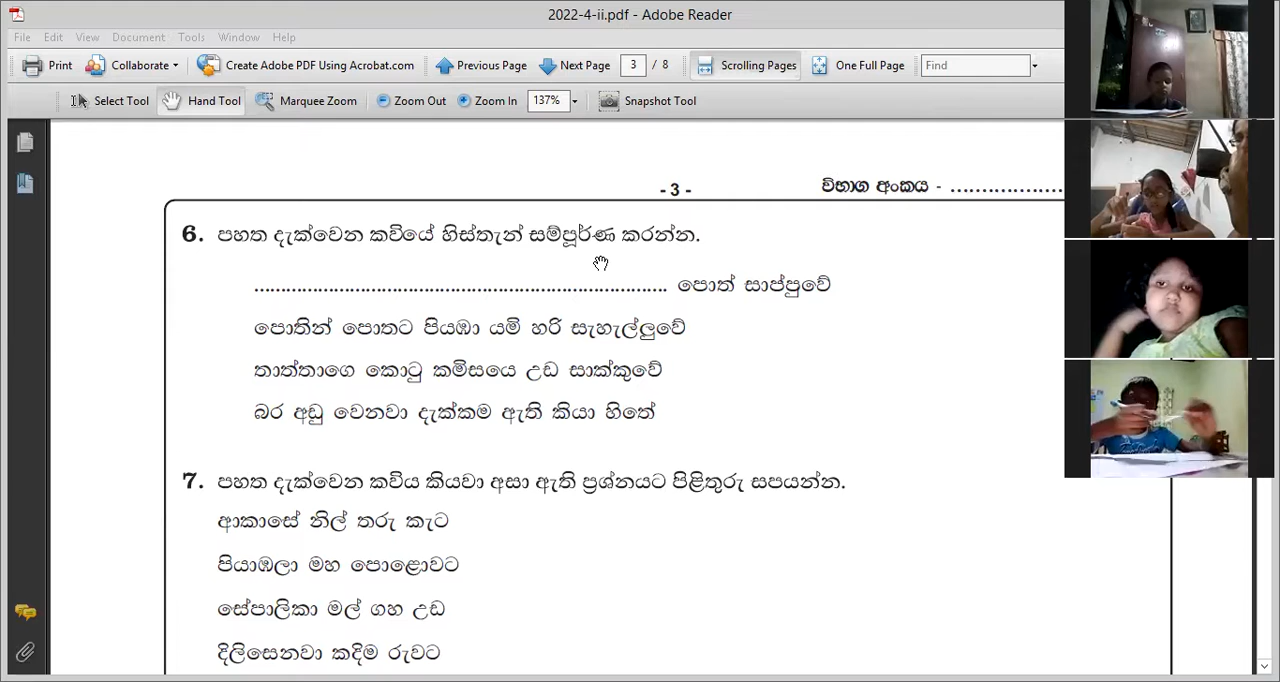 2022-4-ii.pdf - Adobe Reader
File Edit View Document Tools Window Help
Print Collaborate Create Adobe PDF Using Acrobat.com Previous Page Next Page 3 / 8 Scrolling Pages One Full Page Find
Select Tool Hand Tool Marquee Zoom Zoom Out Zoom In 137% Snapshot Tool
- 3 - විභාග අංකය - .....................
6. පහත දැක්වෙන කවියේ හිස්තැන් සම්පූර්ණ කරන්න.
.............................................................................. පොත් සාප්පුවේ
පොතින් පොතට පියඹා යමි හරි සැහැල්ලුවේ
තාත්තාගෙ කොටු කමිසයෙ උඩ සාක්කුවේ
බර අඩු වෙනවා දැක්කම ඇති කියා හිතේ
7. පහත දැක්වෙන කවිය කියවා අසා ඇති ප්‍රශ්නයට පිළිතුරු සපයන්න.
ආකාසේ නිල් තරු කැට
පියාඹලා මහ පොළොවට
සේපාලිකා මල් ගහ උඩ
දිලිසෙනවා කදිම රුවට